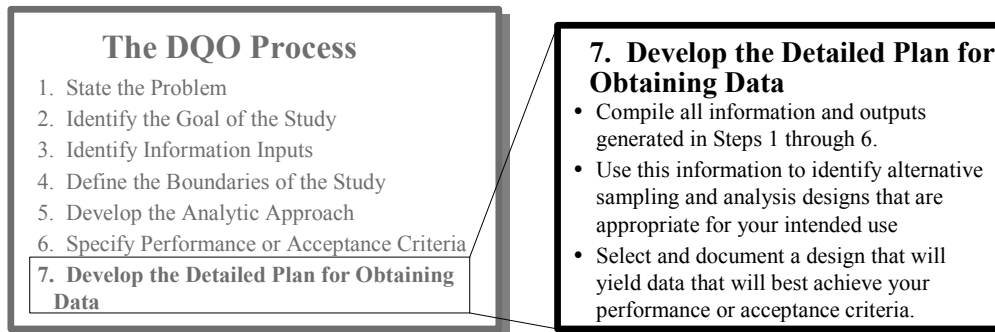 The DQO Process
1. State the Problem
2. Identify the Goal of the Study
3. Identify Information Inputs
4. Define the Boundaries of the Study
5. Develop the Analytic Approach
6. Specify Performance or Acceptance Criteria
7. Develop the Detailed Plan for Obtaining
Data
7. Develop the Detailed Plan for
Obtaining Data
• Compile all information and outputs
generated in Steps 1 through 6.
• Use this information to identify alternative
sampling and analysis designs that are
appropriate for your intended use
• Select and document a design that will
yield data that will best achieve your
performance or acceptance criteria.